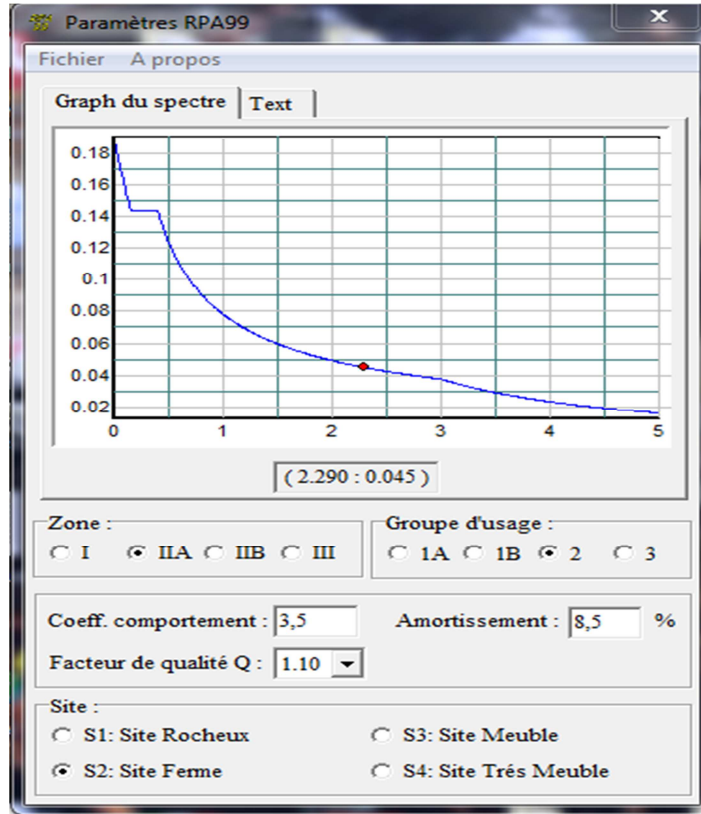 Paramètres RPA99
Fichier A propos
Graph du spectre Text
0.18
0.16
0.14
0.12
0.1
0.08
0.06
0.04
0.02
0 1 2 3 4 5
( 2.290 : 0.045 )
Zone :
I IIA IIB III
Groupe d'usage :
1A 1B 2 3
Coeff. comportement : 3,5 Amortissement : 8,5 %
Facteur de qualité Q : 1.10
Site :
S1: Site Rocheux S3: Site Meuble
S2: Site Ferme S4: Site Trés Meuble